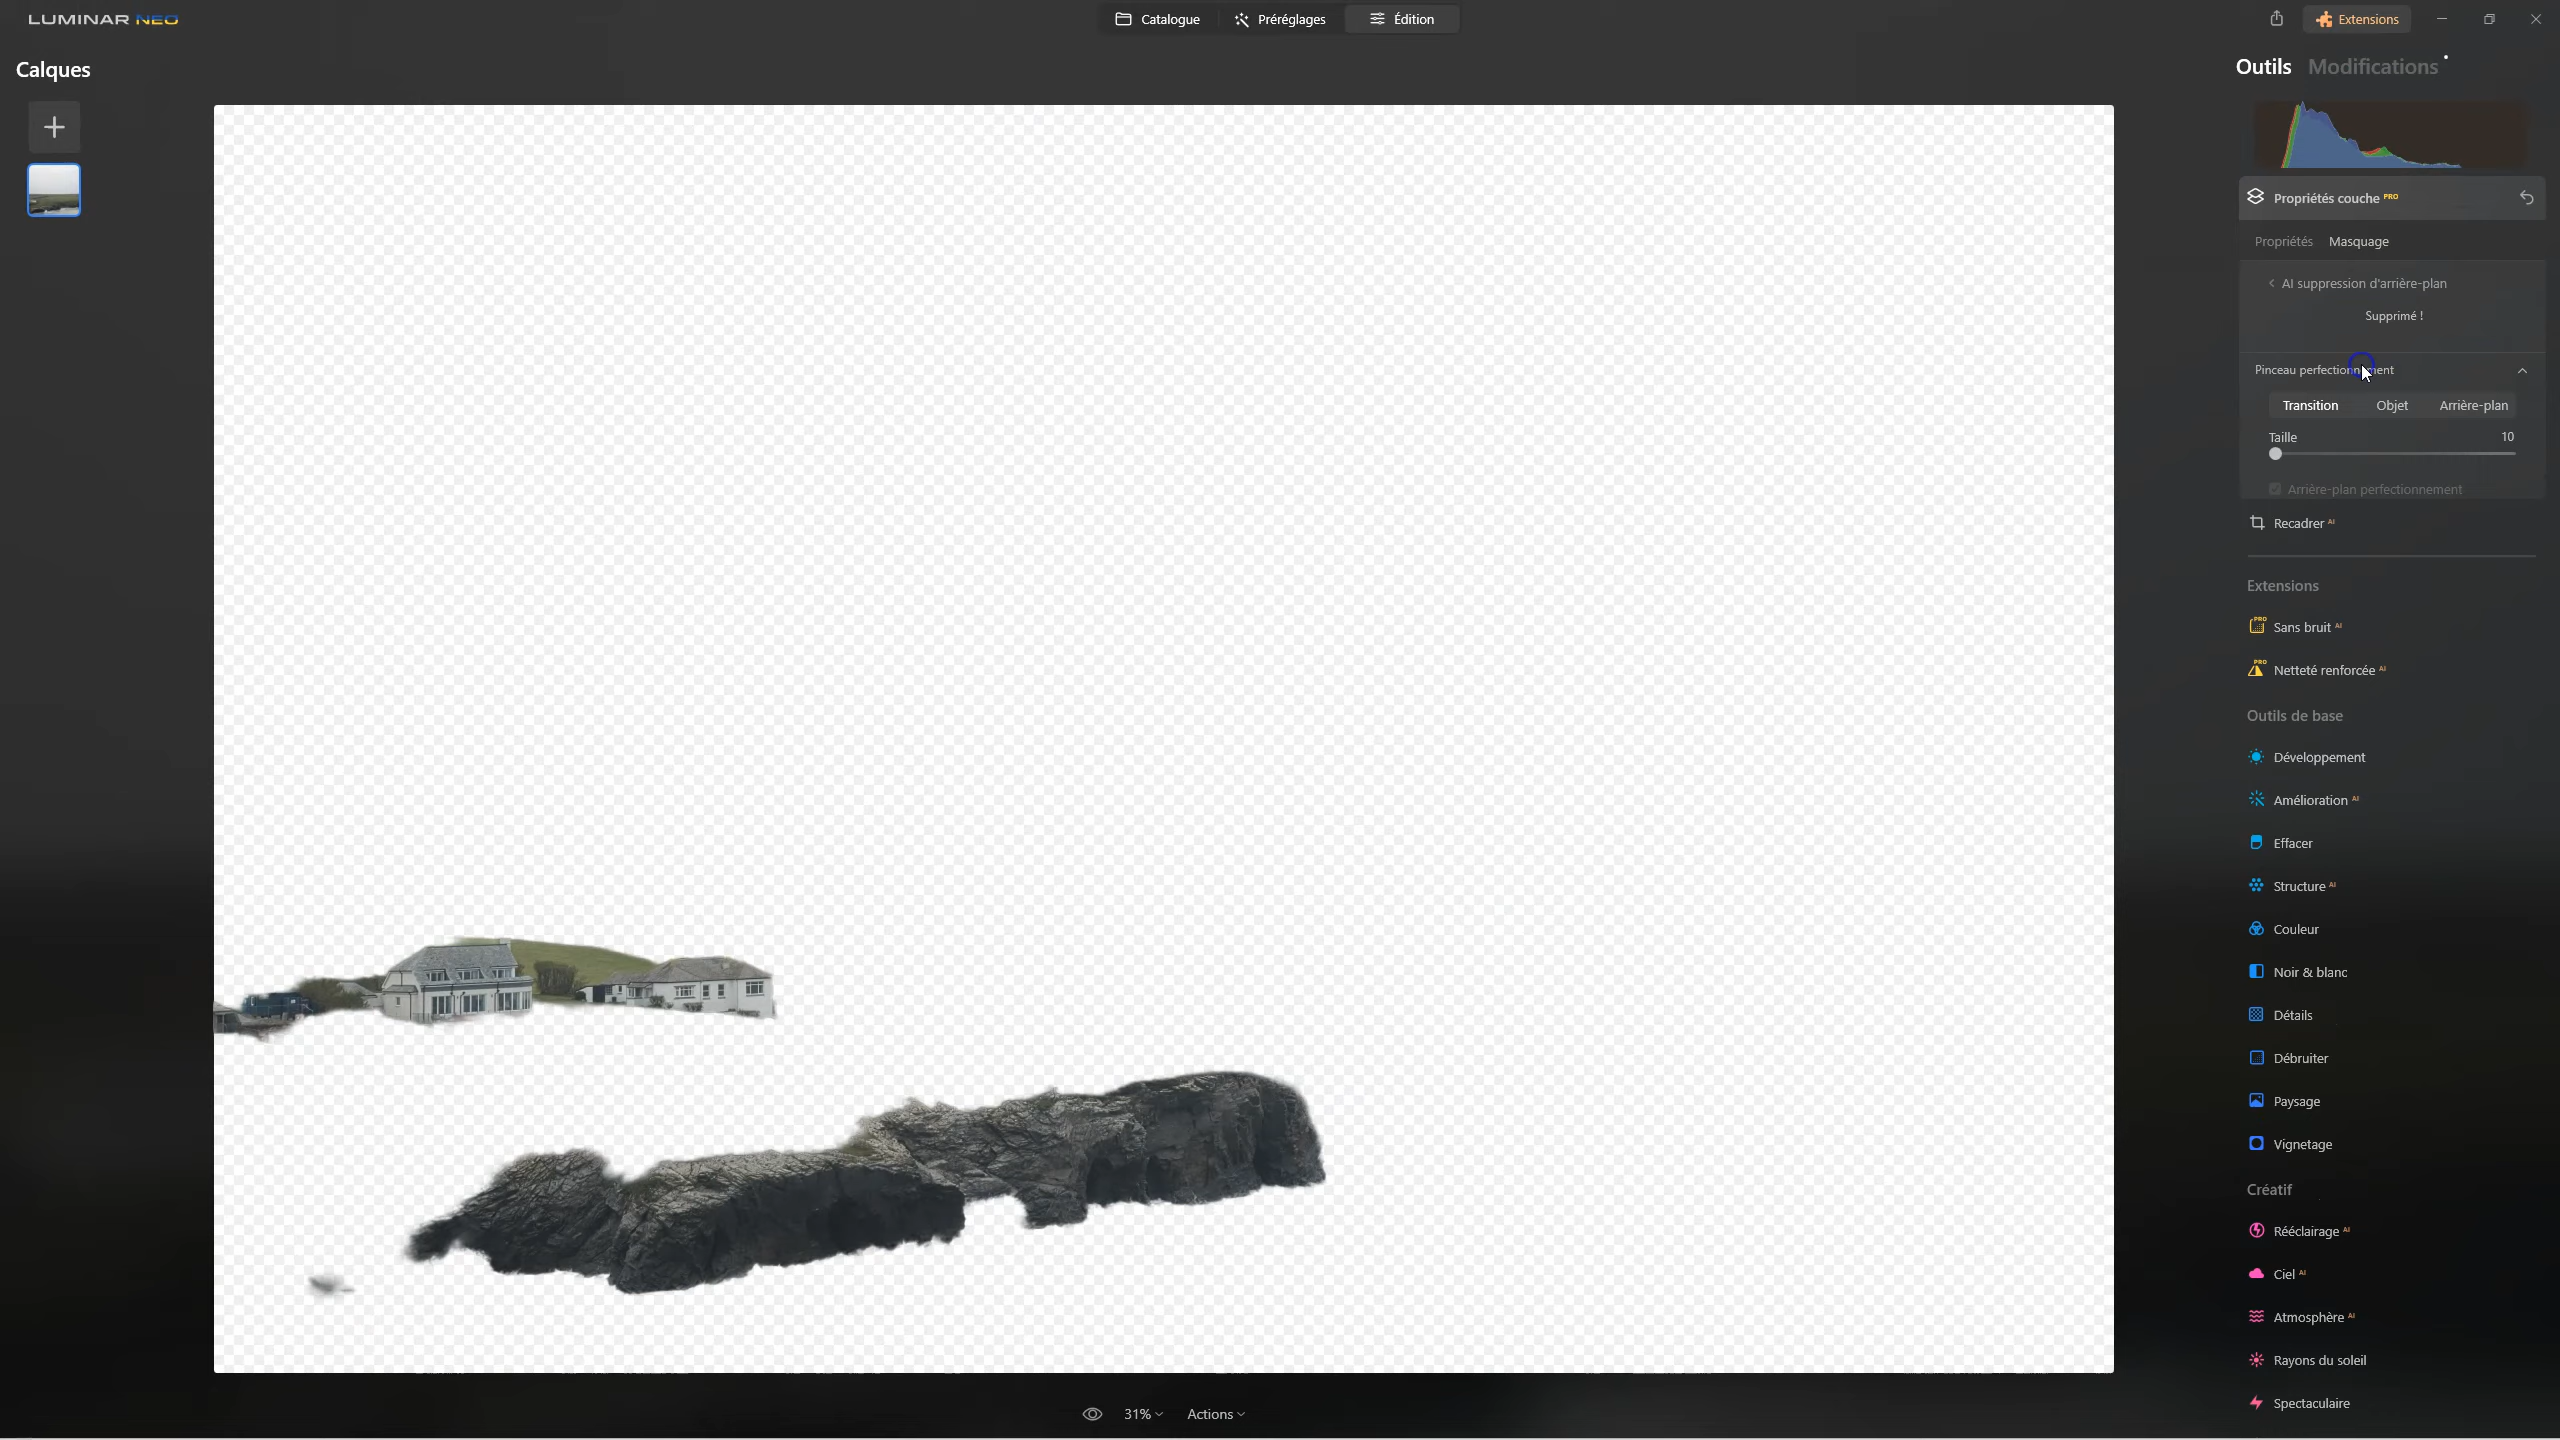 LUMINAR NEO
Catalogue
Préréglages
Édition
Extensions
Calques
Outils Modifications
Propriétés couche PRO
Propriétés Masquage
AI suppression d'arrière-plan
Supprimé !
Pinceau perfectionnement
Transition Objet Arrière-plan
Taille 10
Arrière-plan perfectionnement
Recadrer AI
Extensions
PRO Sans bruit AI
PRO Netteté renforcée AI
Outils de base
Développement
Amélioration AI
Effacer
Structure AI
Couleur
Noir & blanc
Détails
Débruiter
Paysage
Vignetage
Créatif
Rééclairage AI
Ciel AI
Atmosphère AI
Rayons du soleil
Spectaculaire
31% Actions